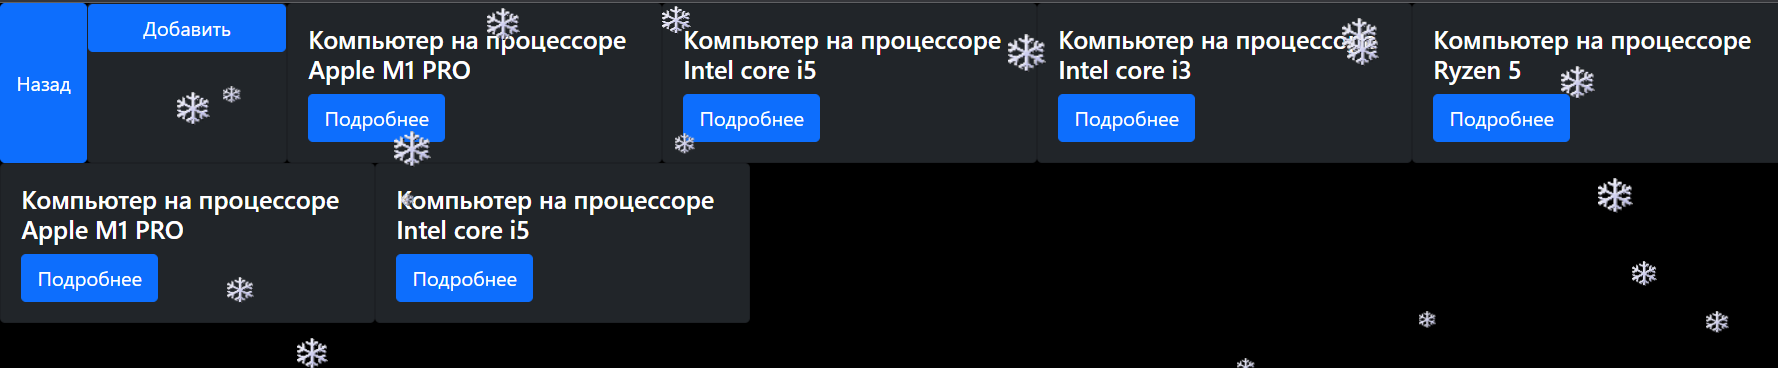 Назад
Добавить
Компьютер на процессоре
Apple M1 PRO
Подробнее
Компьютер на процессоре
Intel core i5
Подробнее
Компьютер на процессоре
Intel core i3
Подробнее
Компьютер на процессоре
Ryzen 5
Подробнее
Компьютер на процессоре
Apple M1 PRO
Подробнее
Компьютер на процессоре
Intel core i5
Подробнее